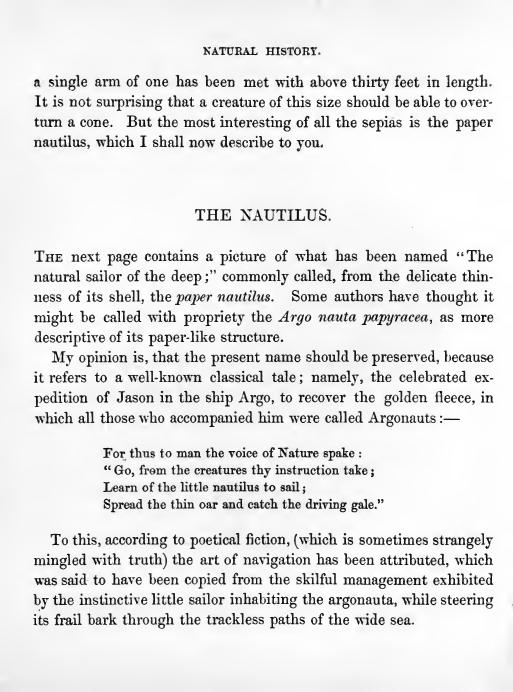 NATURAL HISTORY.
a single arm of one has been met with above thirty feet in length.
It is not surprising that a creature of this size should be able to over-
turn a cone. But the most interesting of all the sepias is the paper
nautilus, which I shall now describe to you.
THE NAUTILUS.
THE next page contains a picture of what has been named "The
natural sailor of the deep;" commonly called, from the delicate thin-
ness of its shell, the paper nautilus. Some authors have thought it
might be called with propriety the Argo nauta papyracea, as more
descriptive of its paper-like structure.
My opinion is, that the present name should be preserved, because
it refers to a well-known classical tale; namely, the celebrated ex-
pedition of Jason in the ship Argo, to recover the golden fleece, in
which all those who accompanied him were called Argonauts:—
For thus to man the voice of Nature spake:
"Go, from the creatures thy instruction take;
Learn of the little nautilus to sail;
Spread the thin oar and catch the driving gale."
To this, according to poetical fiction, (which is sometimes strangely
mingled with truth) the art of navigation has been attributed, which
was said to have been copied from the skilful management exhibited
by the instinctive little sailor inhabiting the argonauta, while steering
its frail bark through the trackless paths of the wide sea.